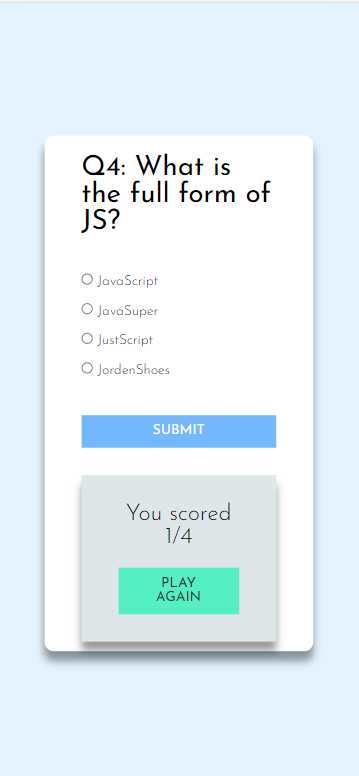 Q4: What is
the full form of
JS?
JavaScript
JavaSuper
JustScript
JordenShoes
SUBMIT
You scored
1/4
PLAY
AGAIN